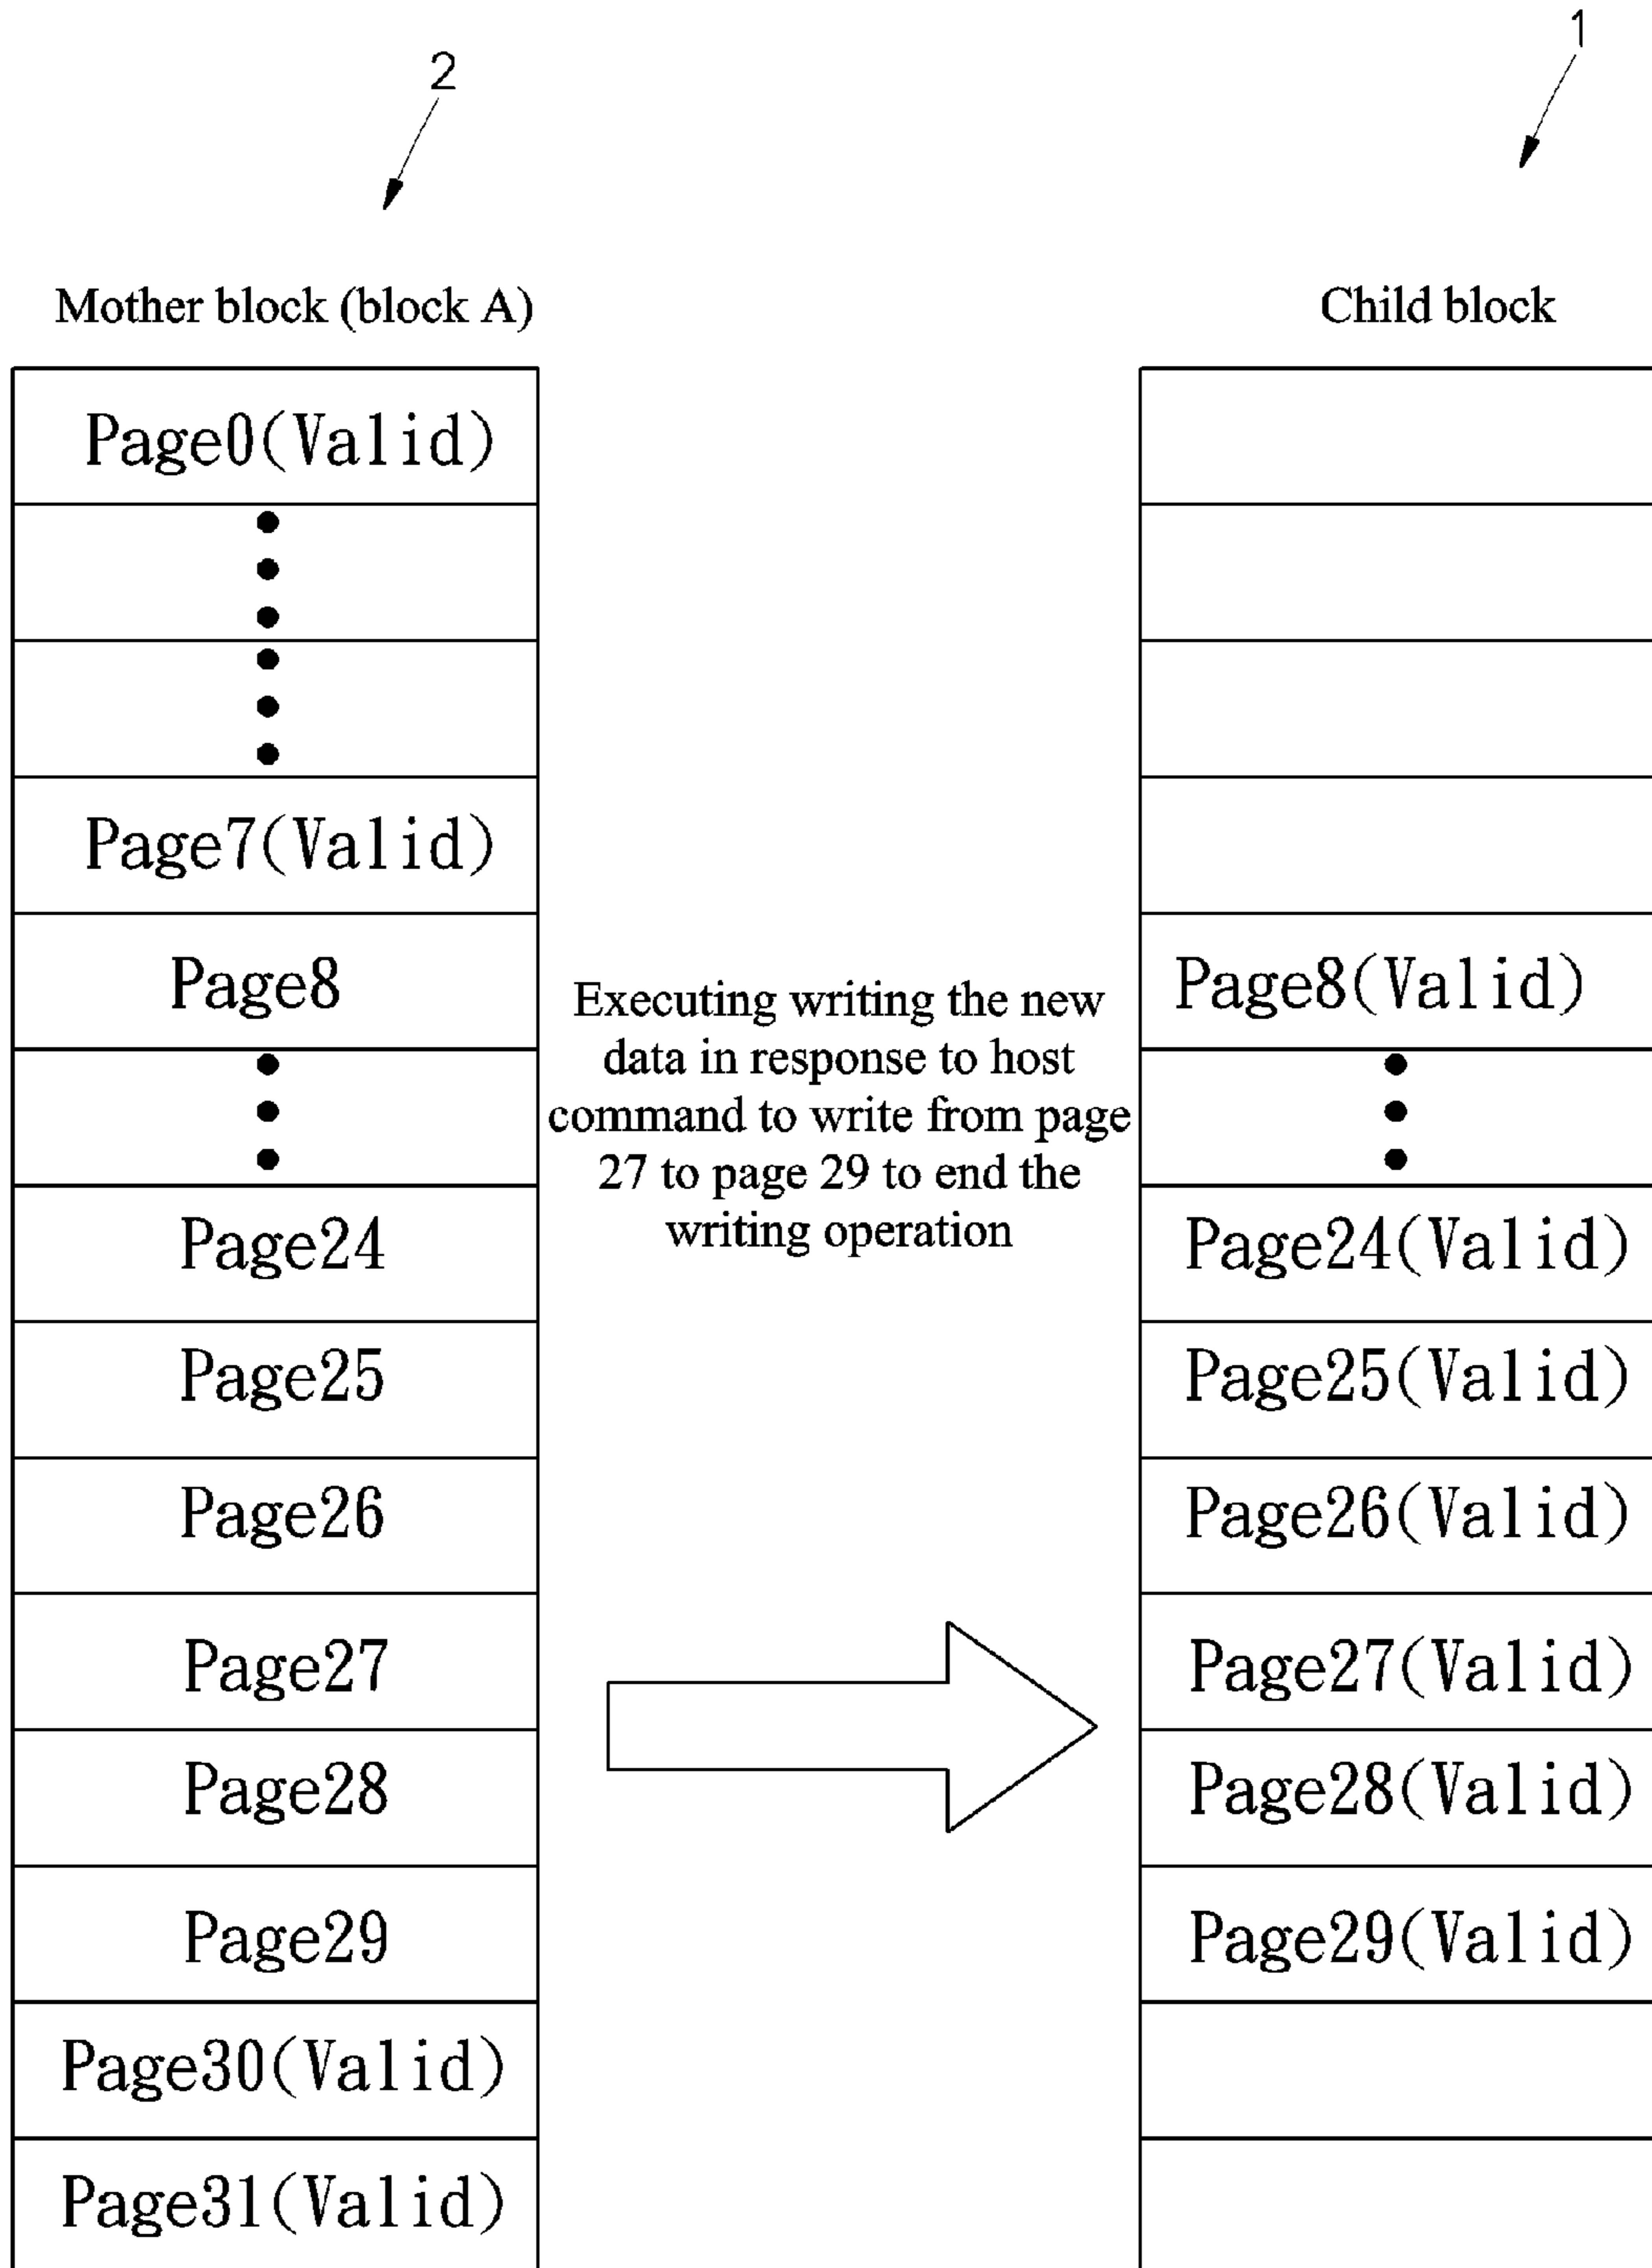 2
1
Mother block (block A)
Child block
Page0(Valid)
Page7(Valid)
Page8
Page24
Page25
Page26
Page27
Page28
Page29
Page30(Valid)
Page31(Valid)
Executing writing the new
data in response to host
command to write from page
27 to page 29 to end the
writing operation
Page8(Valid)
Page24(Valid)
Page25(Valid)
Page26(Valid)
Page27(Valid)
Page28(Valid)
Page29(Valid)